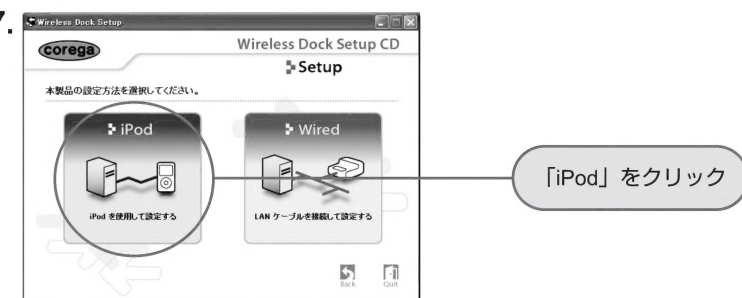 7.
Wireless Dock Setup
corega
Wireless Dock Setup CD
Setup
本製品の設定方法を選択してください。
iPod
Wired
iPod を使用して設定する
LAN ケーブルを接続して設定する
「iPod」をクリック
Back
Quit